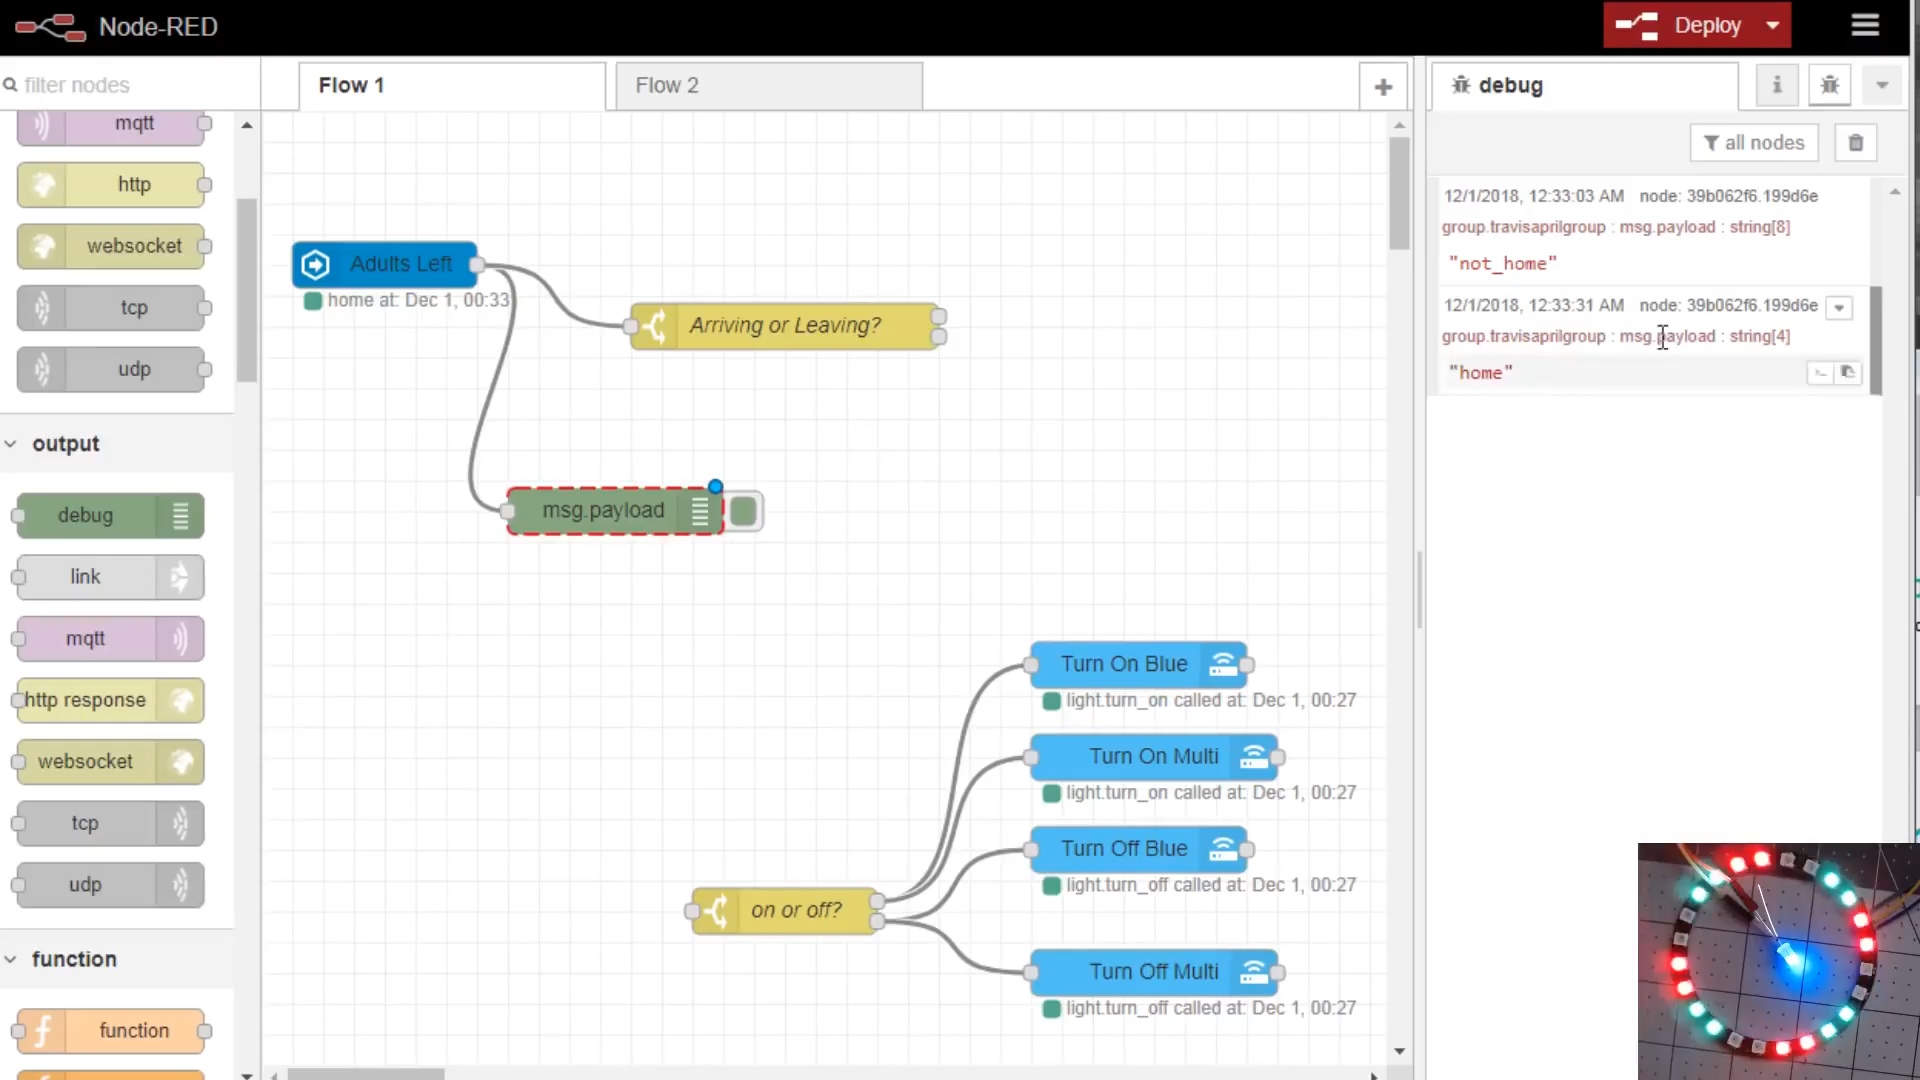 Node-RED
Deploy
filter nodes
Flow 1
Flow 2
debug
all nodes
mqtt
http
websocket
tcp
udp
output
debug
link
mqtt
http response
websocket
tcp
udp
function
function
Adults Left
home at: Dec 1, 00:33
Arriving or Leaving?
msg.payload
Turn On Blue
light.turn_on called at: Dec 1, 00:27
Turn On Multi
light.turn_on called at: Dec 1, 00:27
Turn Off Blue
light.turn_off called at: Dec 1, 00:27
on or off?
Turn Off Multi
light.turn_off called at: Dec 1, 00:27
12/1/2018, 12:33:03 AM node: 39b062f6.199d6e
group.travisaprilgroup : msg.payload : string[8]
"not_home"
12/1/2018, 12:33:31 AM node: 39b062f6.199d6e
group.travisaprilgroup : msg.payload : string[4]
"home"